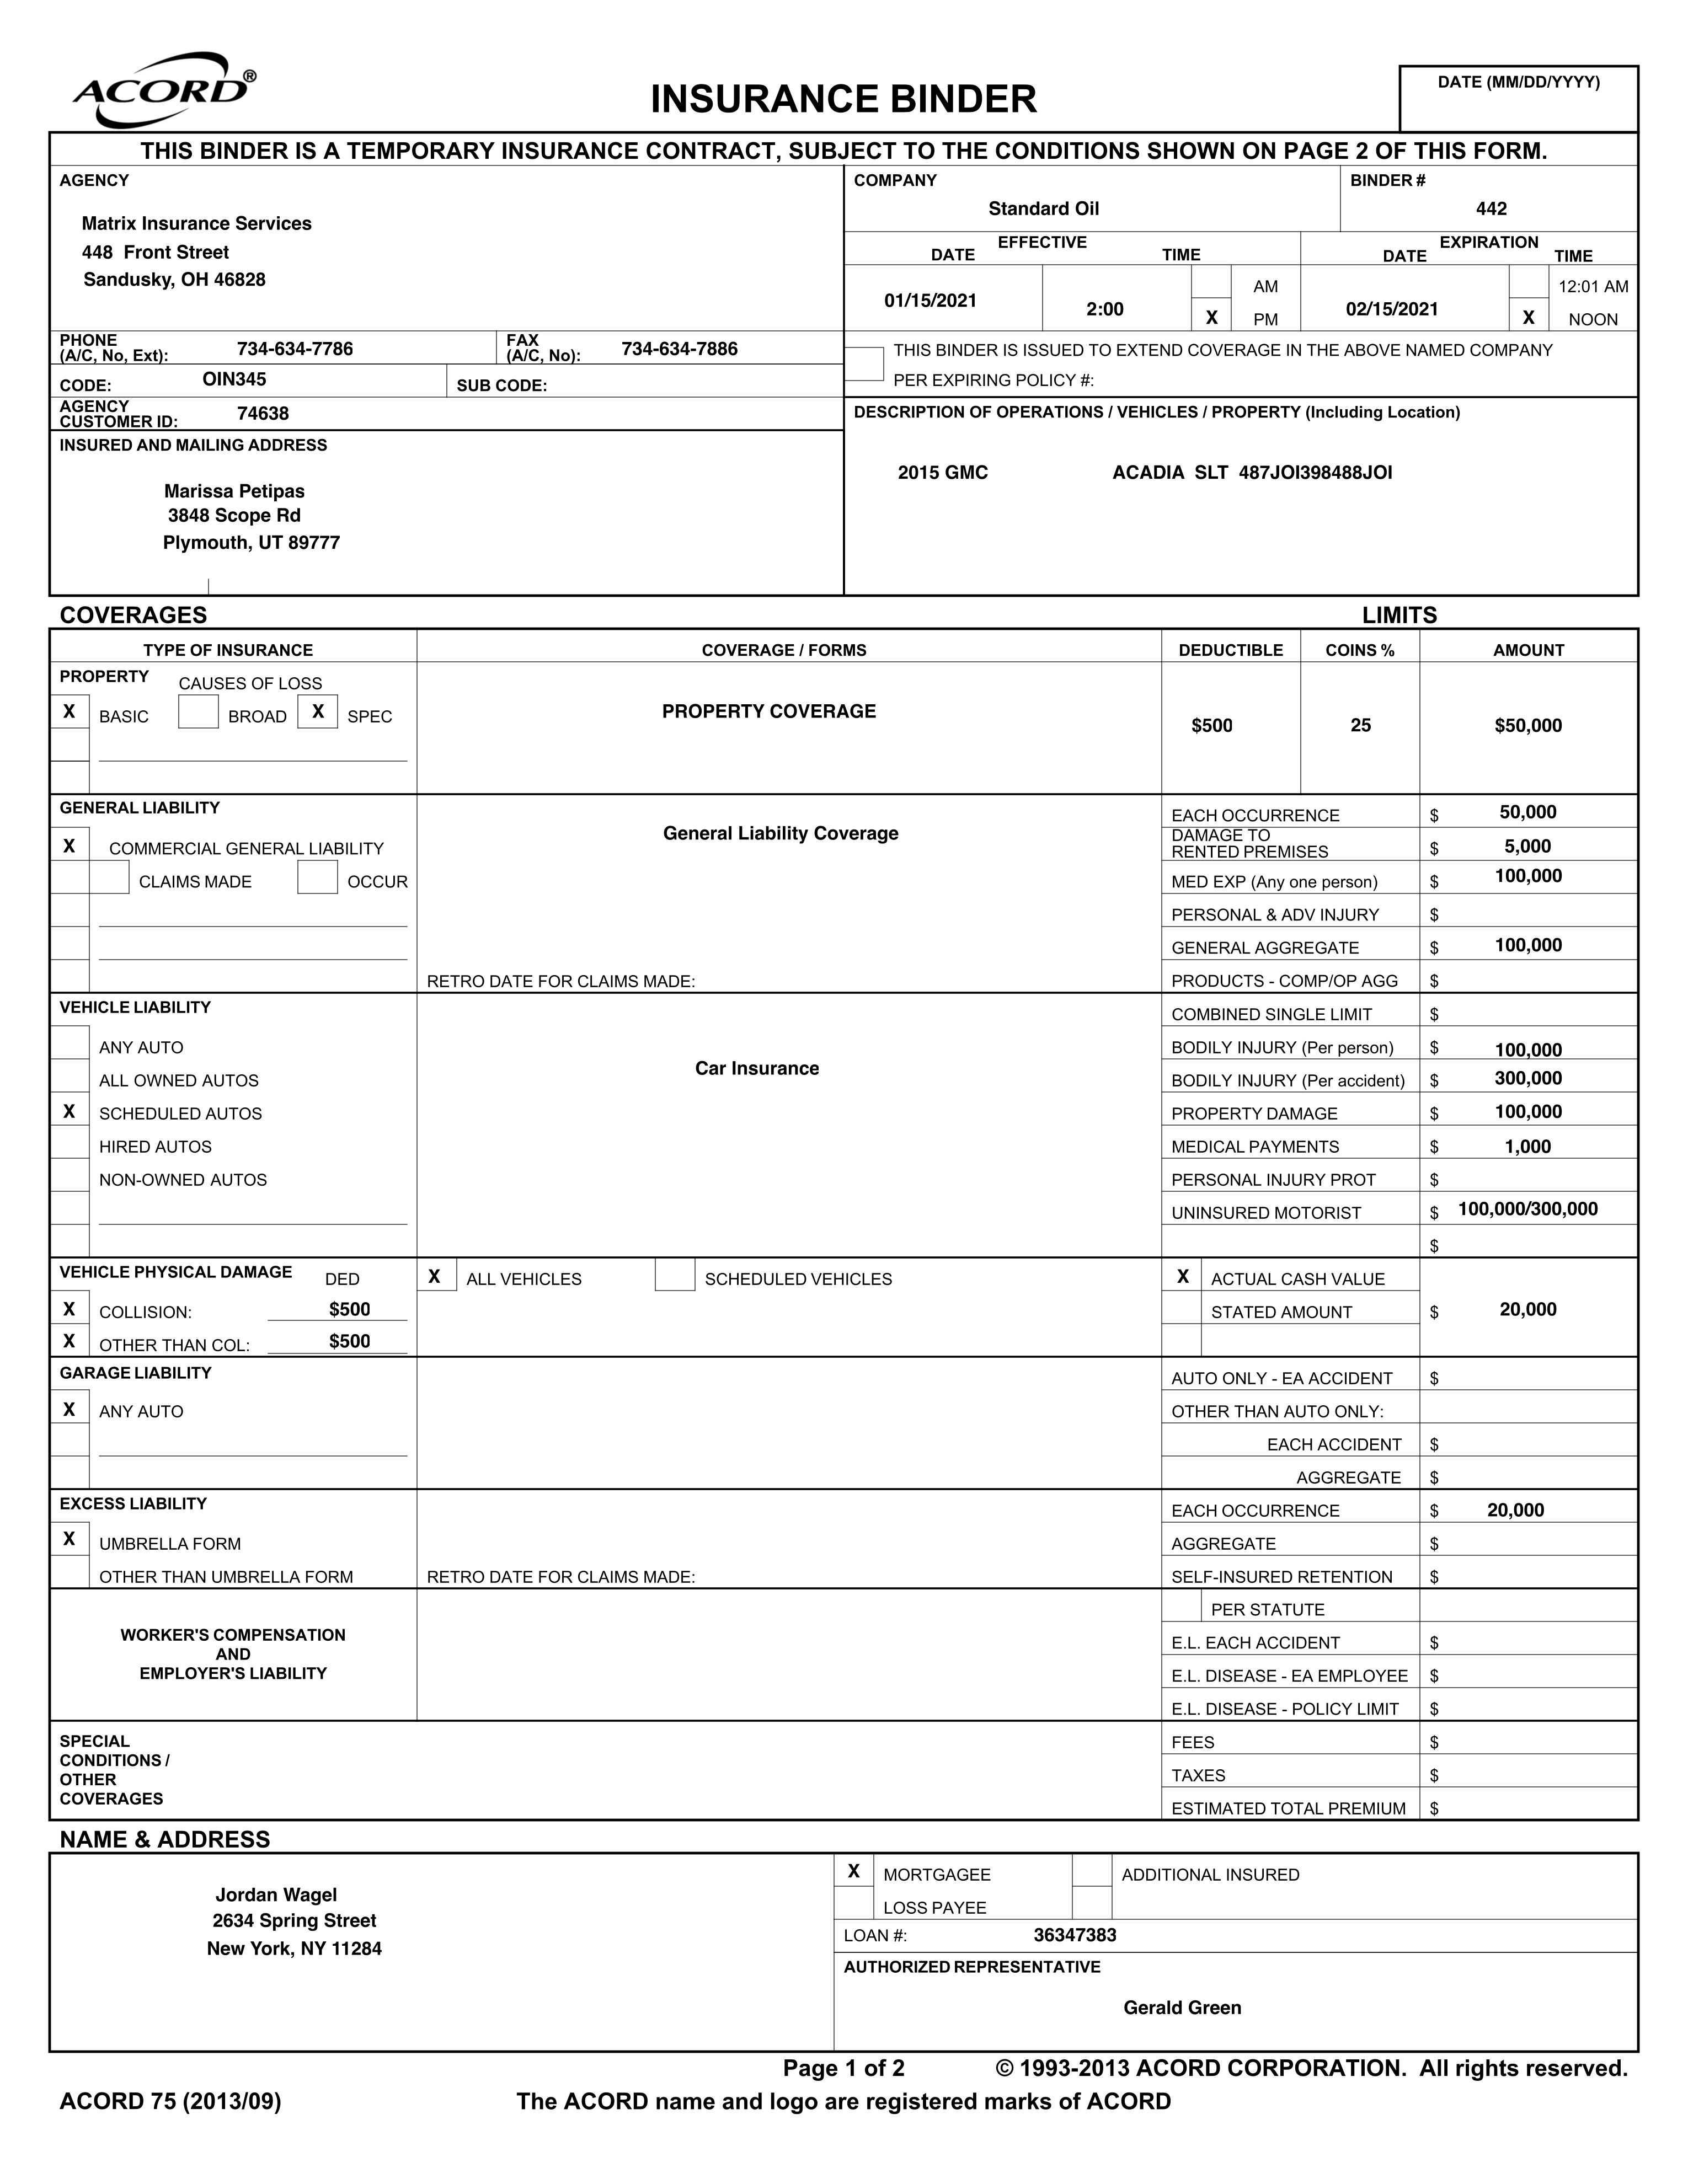 ACORD®
INSURANCE BINDER
DATE (MM/DD/YYYY)
THIS BINDER IS A TEMPORARY INSURANCE CONTRACT, SUBJECT TO THE CONDITIONS SHOWN ON PAGE 2 OF THIS FORM.
AGENCY
Matrix Insurance Services
448 Front Street
Sandusky, OH 46828
PHONE (A/C, No, Ext): 734-634-7786
FAX (A/C, No): 734-634-7886
CODE: OIN345
SUB CODE:
AGENCY CUSTOMER ID: 74638
INSURED AND MAILING ADDRESS
Marissa Petipas
3848 Scope Rd
Plymouth, UT 89777
COMPANY
Standard Oil
BINDER #
442
EFFECTIVE
DATE TIME
01/15/2021 2:00 AM
X PM
EXPIRATION
DATE TIME
02/15/2021 12:01 AM
X NOON
THIS BINDER IS ISSUED TO EXTEND COVERAGE IN THE ABOVE NAMED COMPANY
PER EXPIRING POLICY #:
DESCRIPTION OF OPERATIONS / VEHICLES / PROPERTY (Including Location)
2015 GMC ACADIA SLT 487JOI398488JOI
COVERAGES
LIMITS
TYPE OF INSURANCE COVERAGE / FORMS DEDUCTIBLE COINS % AMOUNT
PROPERTY CAUSES OF LOSS
X BASIC BROAD X SPEC
PROPERTY COVERAGE
$500 25 $50,000
GENERAL LIABILITY
X COMMERCIAL GENERAL LIABILITY
CLAIMS MADE OCCUR
General Liability Coverage
RETRO DATE FOR CLAIMS MADE:
EACH OCCURRENCE $ 50,000
DAMAGE TO
RENTED PREMISES $ 5,000
MED EXP (Any one person) $ 100,000
PERSONAL & ADV INJURY $
GENERAL AGGREGATE $ 100,000
PRODUCTS - COMP/OP AGG $
VEHICLE LIABILITY
ANY AUTO
ALL OWNED AUTOS
X SCHEDULED AUTOS
HIRED AUTOS
NON-OWNED AUTOS
Car Insurance
COMBINED SINGLE LIMIT $
BODILY INJURY (Per person) $ 100,000
BODILY INJURY (Per accident) $ 300,000
PROPERTY DAMAGE $ 100,000
MEDICAL PAYMENTS $ 1,000
PERSONAL INJURY PROT $
UNINSURED MOTORIST $ 100,000/300,000
$
VEHICLE PHYSICAL DAMAGE DED
X COLLISION: $500
X OTHER THAN COL: $500
X ALL VEHICLES SCHEDULED VEHICLES
X ACTUAL CASH VALUE
STATED AMOUNT $ 20,000
GARAGE LIABILITY
X ANY AUTO
AUTO ONLY - EA ACCIDENT $
OTHER THAN AUTO ONLY:
EACH ACCIDENT $
AGGREGATE $
EXCESS LIABILITY
X UMBRELLA FORM
OTHER THAN UMBRELLA FORM
RETRO DATE FOR CLAIMS MADE:
EACH OCCURRENCE $ 20,000
AGGREGATE $
SELF-INSURED RETENTION $
WORKER'S COMPENSATION
AND
EMPLOYER'S LIABILITY
PER STATUTE
E.L. EACH ACCIDENT $
E.L. DISEASE - EA EMPLOYEE $
E.L. DISEASE - POLICY LIMIT $
SPECIAL
CONDITIONS /
OTHER
COVERAGES
FEES $
TAXES $
ESTIMATED TOTAL PREMIUM $
NAME & ADDRESS
Jordan Wagel
2634 Spring Street
New York, NY 11284
X MORTGAGEE ADDITIONAL INSURED
LOSS PAYEE
LOAN #: 36347383
AUTHORIZED REPRESENTATIVE
Gerald Green
Page 1 of 2 © 1993-2013 ACORD CORPORATION. All rights reserved.
ACORD 75 (2013/09) The ACORD name and logo are registered marks of ACORD